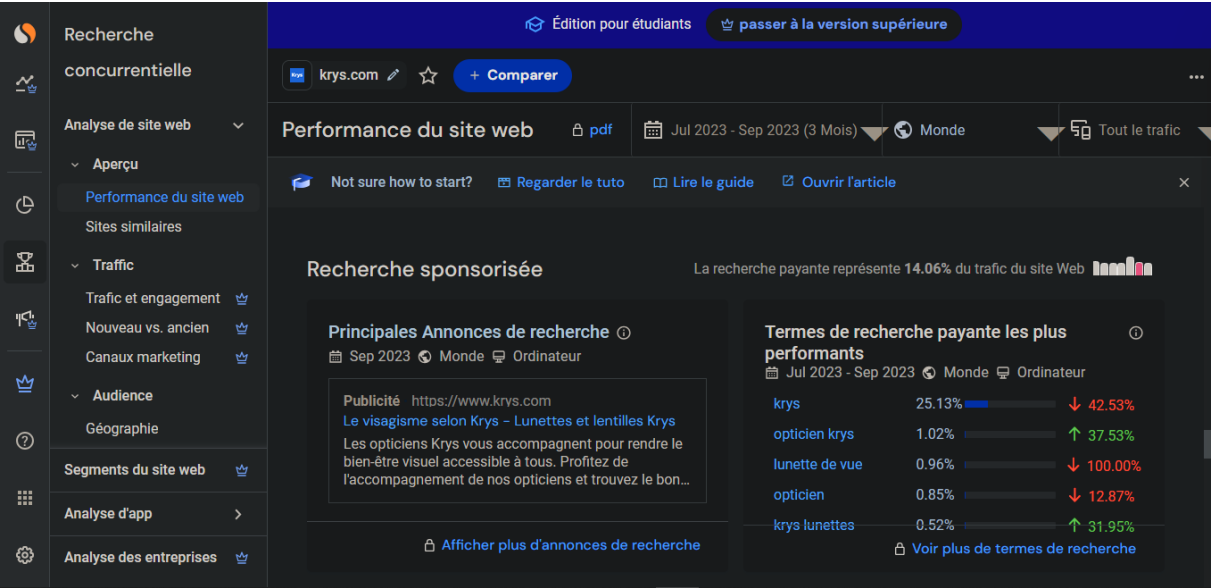 Édition pour étudiants
passer à la version supérieure
Recherche
concurrentielle
Analyse de site web
Aperçu
Performance du site web
Sites similaires
Traffic
Trafic et engagement
Nouveau vs. ancien
Canaux marketing
Audience
Géographie
Segments du site web
Analyse d'app
Analyse des entreprises
Krys
krys.com
+ Comparer
Performance du site web
pdf
Jul 2023 - Sep 2023 (3 Mois)
Monde
Tout le trafic
Not sure how to start?
Regarder le tuto
Lire le guide
Ouvrir l'article
Recherche sponsorisée
La recherche payante représente 14.06% du trafic du site Web
Principales Annonces de recherche
Sep 2023 Monde Ordinateur
Publicité https://www.krys.com
Le visagisme selon Krys – Lunettes et lentilles Krys
Les opticiens Krys vous accompagnent pour rendre le
bien-être visuel accessible à tous. Profitez de
l'accompagnement de nos opticiens et trouvez le bon...
Afficher plus d'annonces de recherche
Termes de recherche payante les plus
performants
Jul 2023 - Sep 2023 Monde Ordinateur
krys 25.13% 42.53%
opticien krys 1.02% 37.53%
lunette de vue 0.96% 100.00%
opticien 0.85% 12.87%
krys lunettes 0.52% 31.95%
Voir plus de termes de recherche